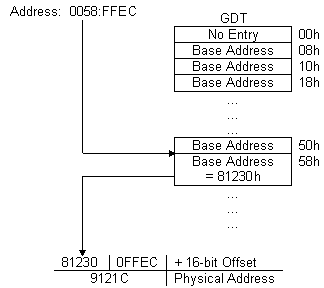 Address: 0058:FFEC
GDT
No Entry 00h
Base Address 08h
Base Address 10h
Base Address 18h
...
...
Base Address 50h
Base Address 58h
= 81230h
...
...
81230 0FFEC + 16-bit Offset
9121C Physical Address